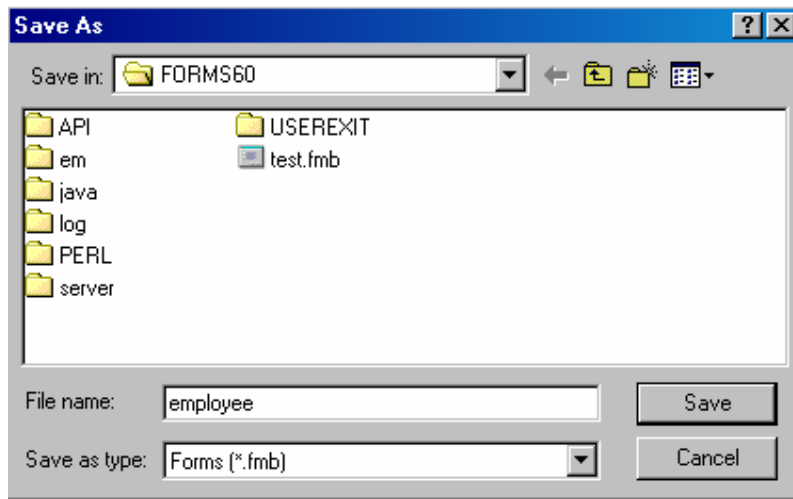 Save As
Save in: FORMS60
API
em
java
log
PERL
server
USEREXIT
test.fmb
File name: employee
Save
Save as type: Forms (*.fmb)
Cancel